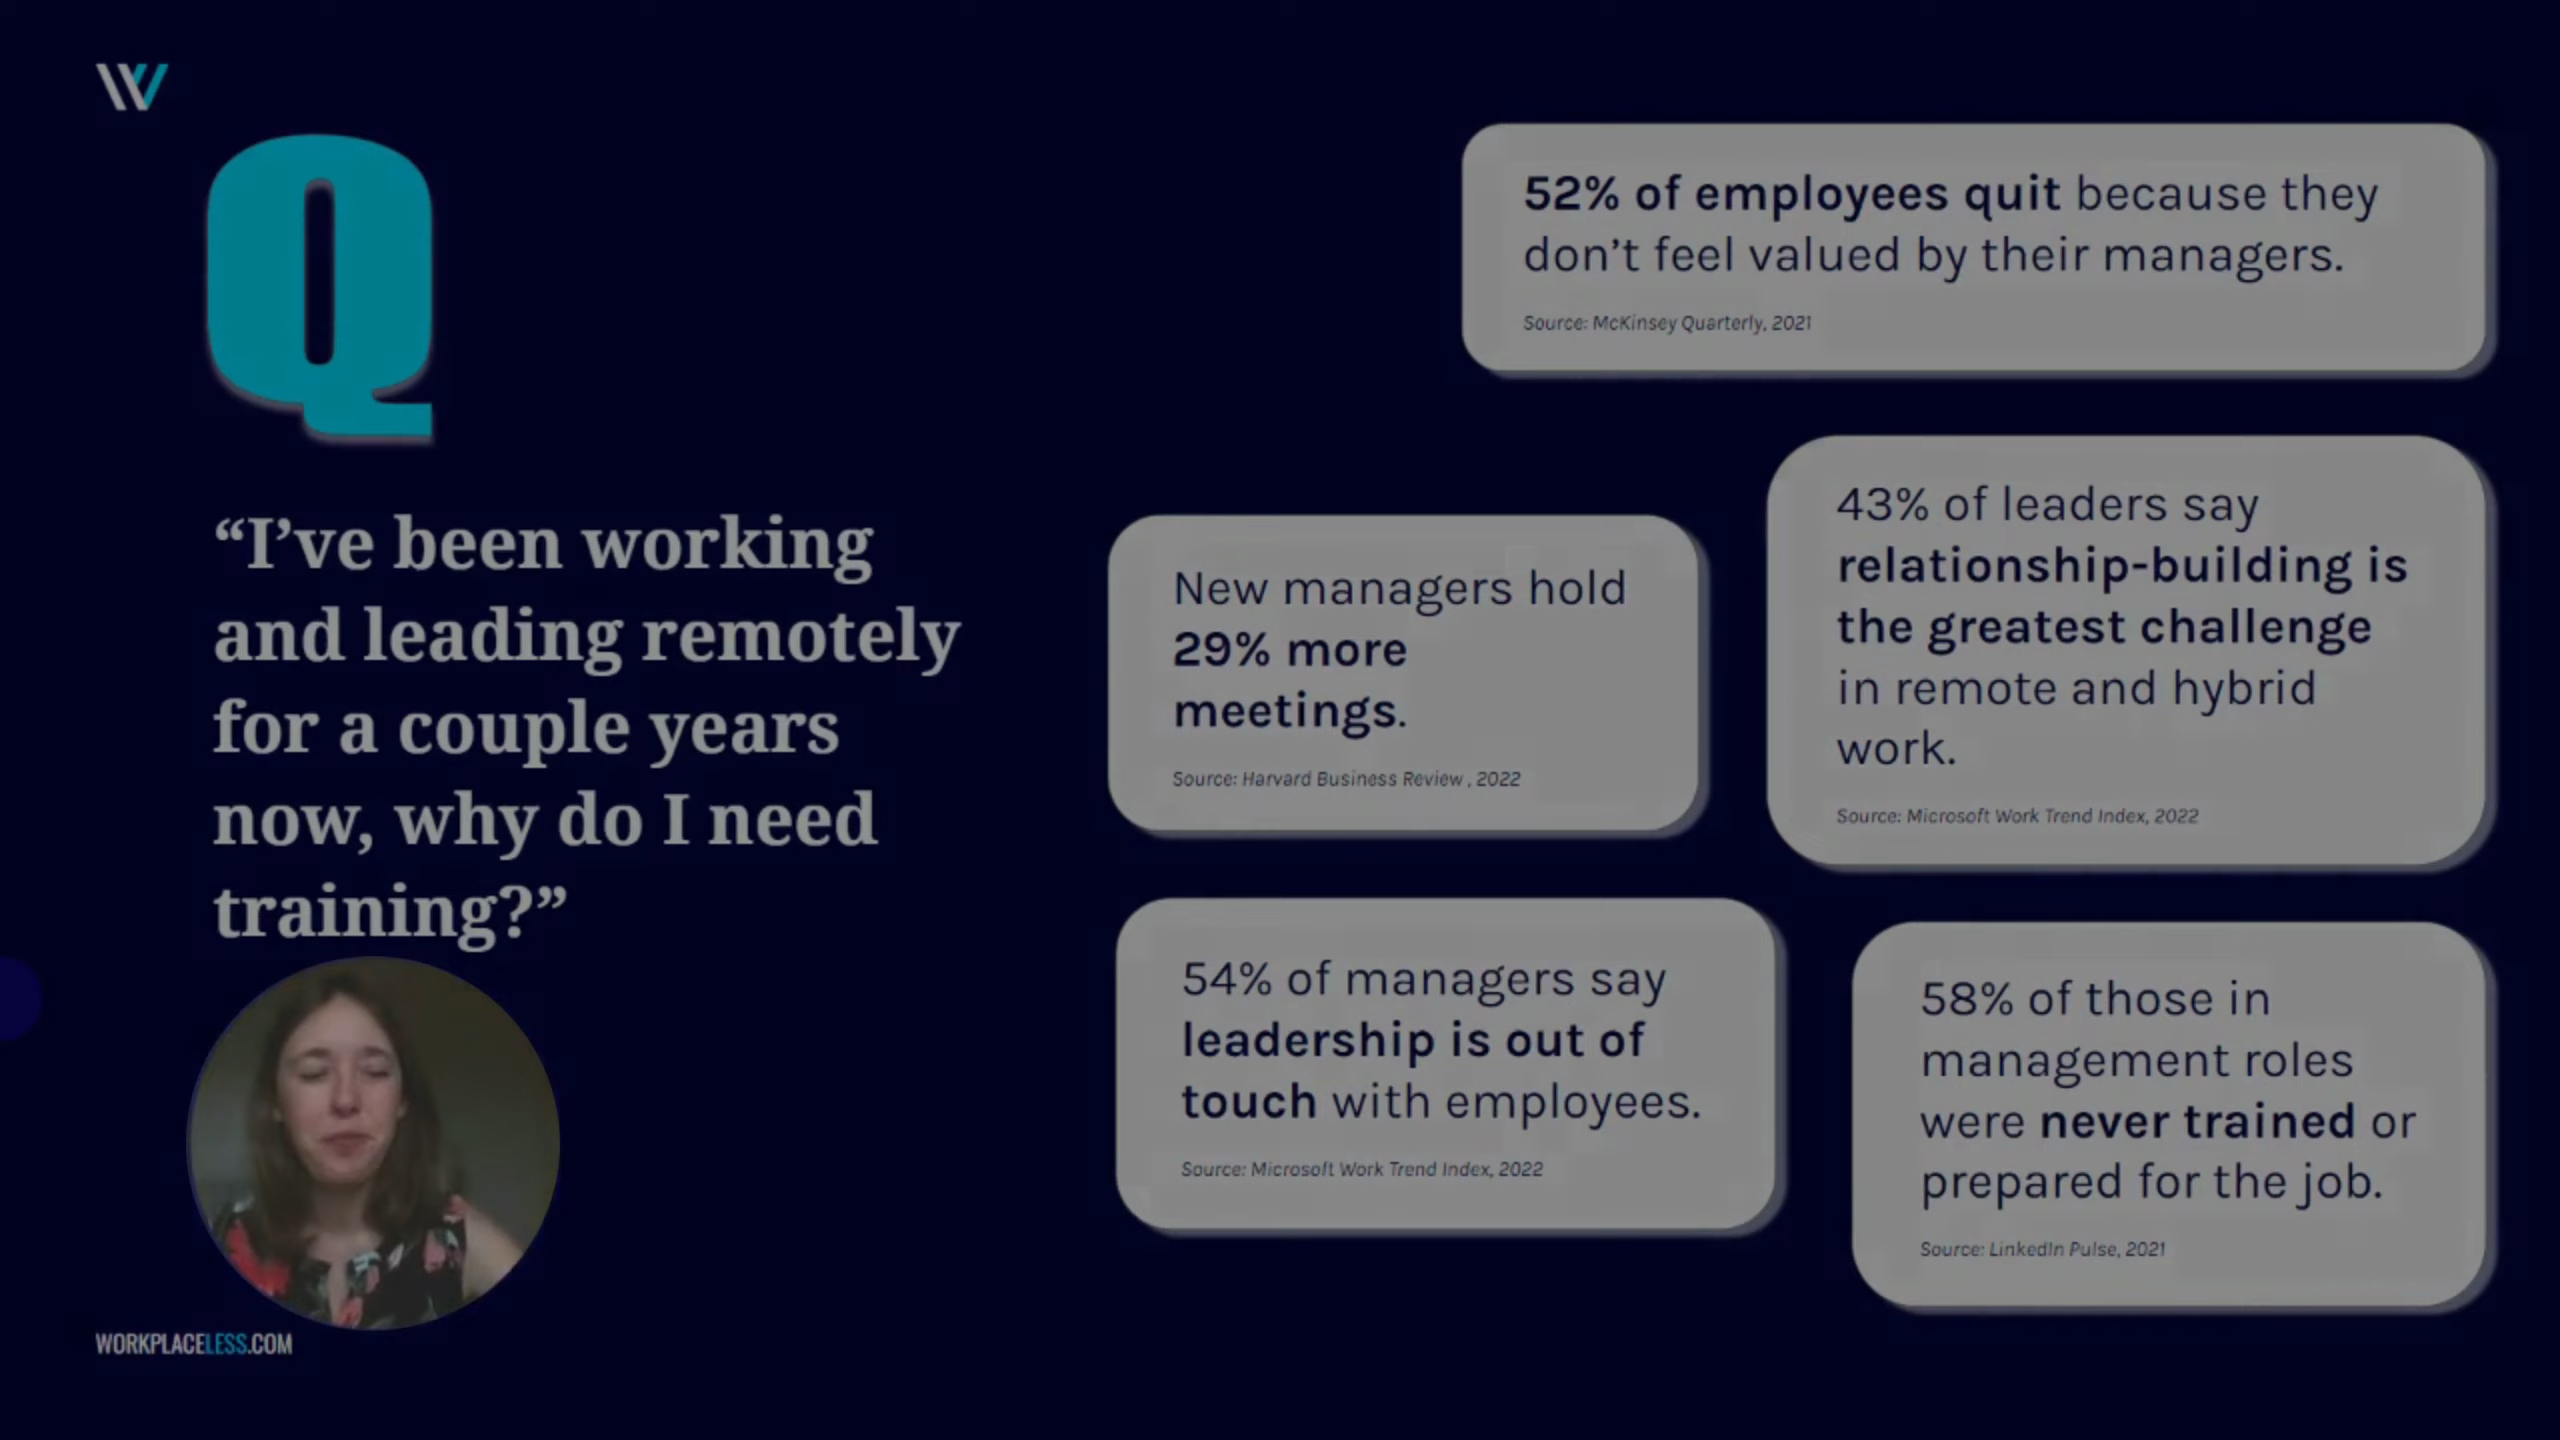 W
Q
“I’ve been working
and leading remotely
for a couple years
now, why do I need
training?”
52% of employees quit because they
don’t feel valued by their managers.
Source: McKinsey Quarterly, 2021
New managers hold
29% more
meetings.
Source: Harvard Business Review , 2022
43% of leaders say
relationship-building is
the greatest challenge
in remote and hybrid
work.
Source: Microsoft Work Trend Index, 2022
54% of managers say
leadership is out of
touch with employees.
Source: Microsoft Work Trend Index, 2022
58% of those in
management roles
were never trained or
prepared for the job.
Source: LinkedIn Pulse, 2021
WORKPLACELESS.COM